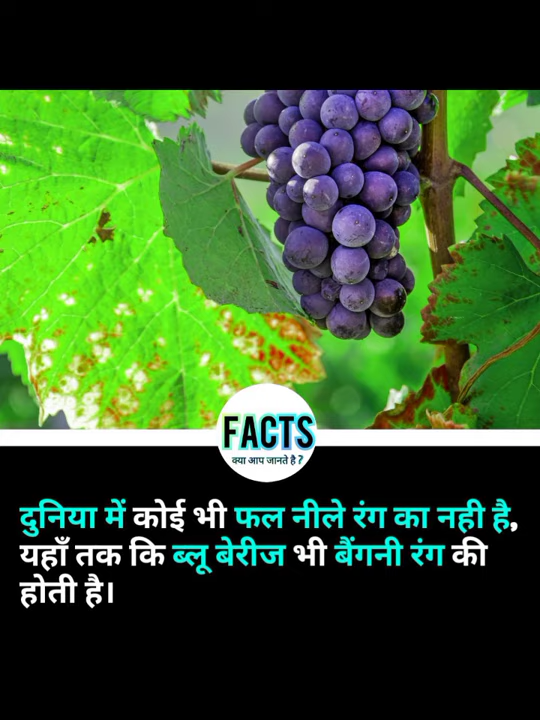 FACTS
क्या आप जानते है ?
दुनिया में कोई भी फल नीले रंग का नही है,
यहाँ तक कि ब्लू बेरीज भी बैंगनी रंग की
होती है।